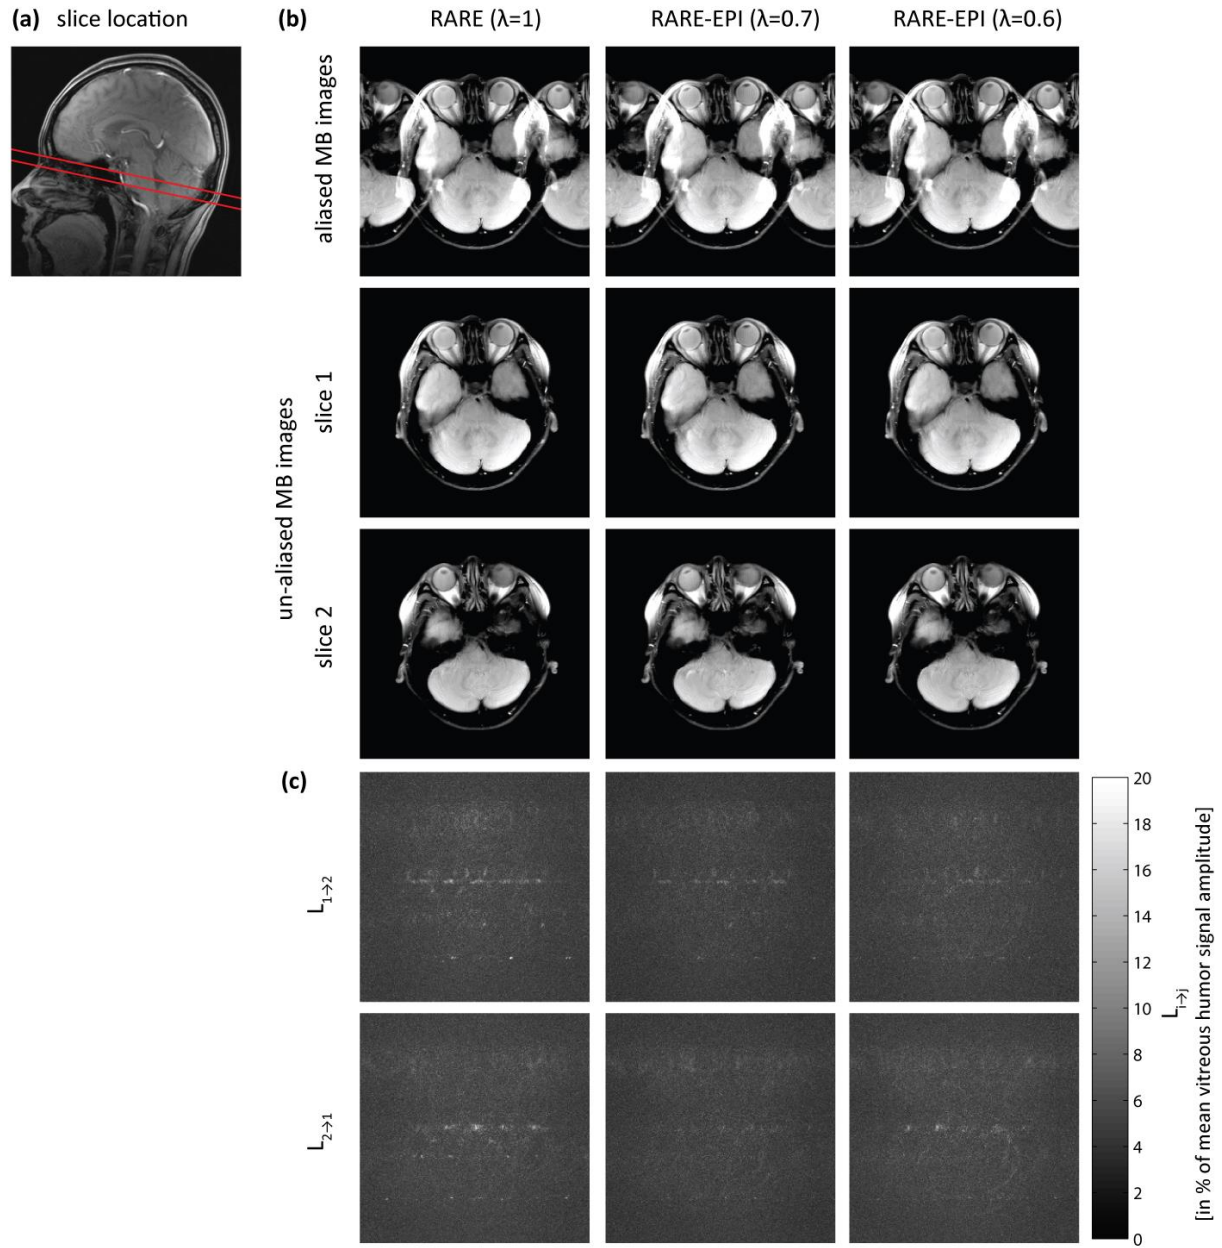 (a) slice location
(b)
RARE (λ=1)
RARE-EPI (λ=0.7)
RARE-EPI (λ=0.6)
aliased MB images
un-aliased MB images
slice 1
slice 2
(c)
L1→2
L2→1
20
18
16
14
12
10
8
6
4
2
0
Li→j
[in % of mean vitreous humor signal amplitude]